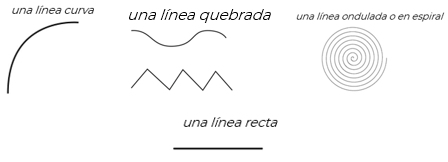 una línea curva
una línea quebrada
una línea ondulada o en espiral
una línea recta